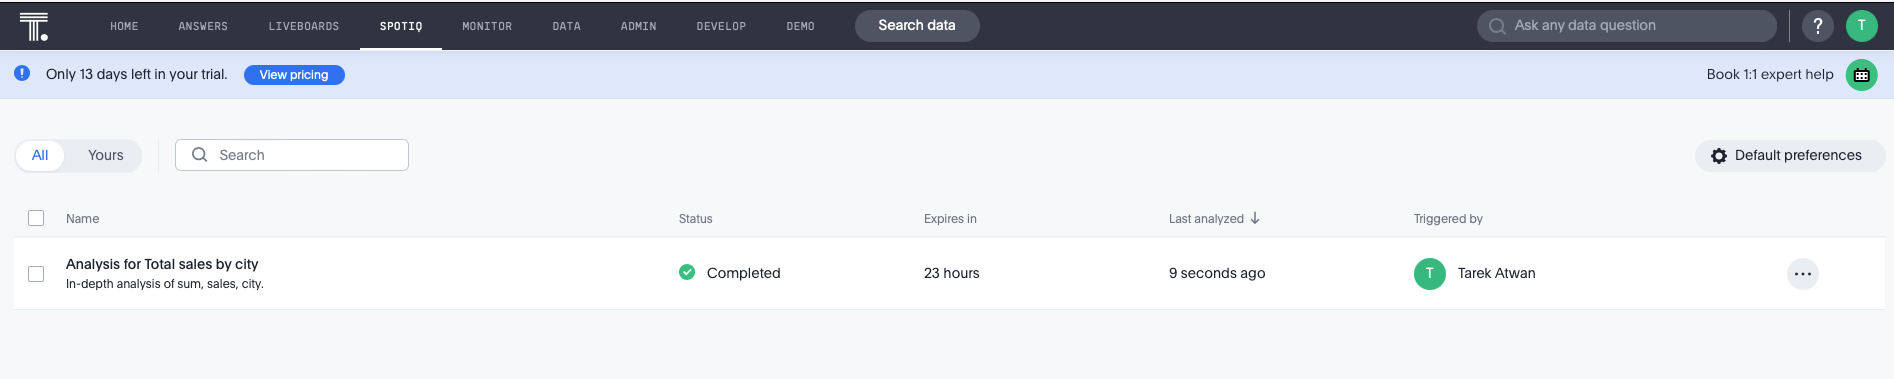 T.
HOME ANSWERS LIVEBOARDS SPOTIQ MONITOR DATA ADMIN DEVELOP DEMO Search data Ask any data question ? T
! Only 13 days left in your trial. View pricing Book 1:1 expert help
All Yours Search Default preferences
Name Status Expires in Last analyzed ↓ Triggered by
Analysis for Total sales by city Completed 23 hours 9 seconds ago T Tarek Atwan ...
In-depth analysis of sum, sales, city.